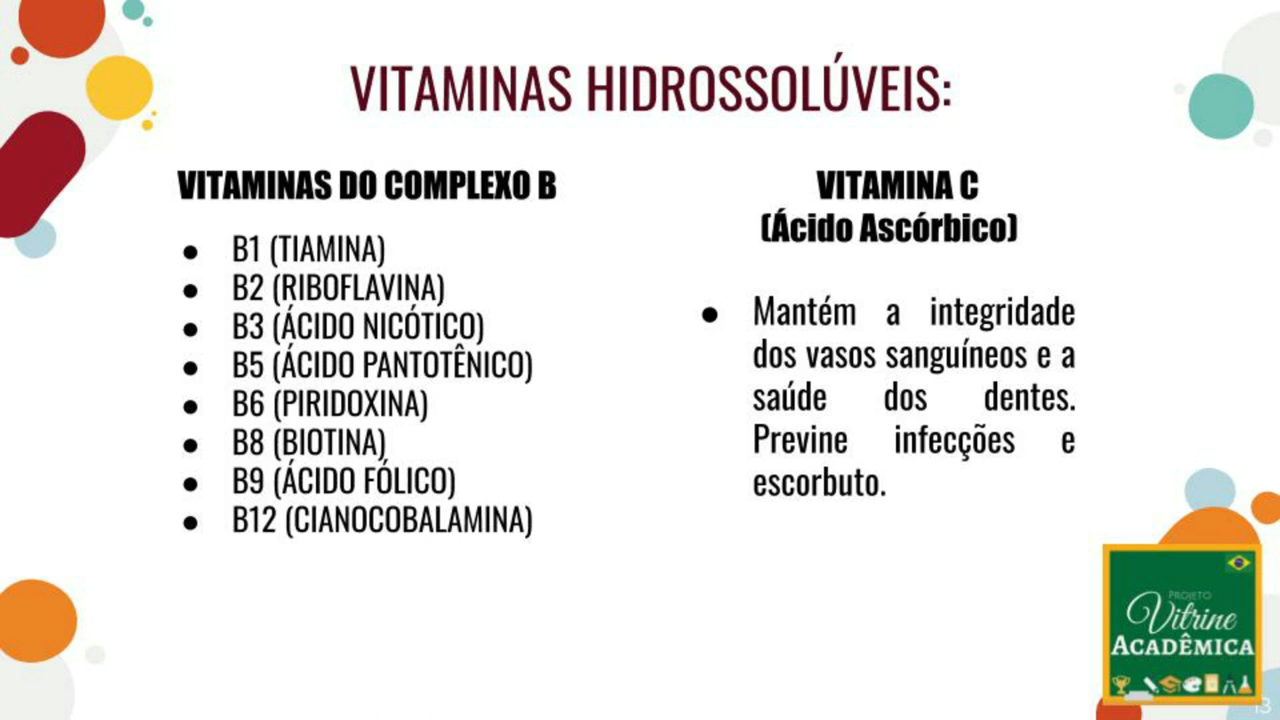 VITAMINAS HIDROSSOLÚVEIS:
VITAMINAS DO COMPLEXO B
● B1 (TIAMINA)
● B2 (RIBOFLAVINA)
● B3 (ÁCIDO NICÓTICO)
● B5 (ÁCIDO PANTOTÊNICO)
● B6 (PIRIDOXINA)
● B8 (BIOTINA)
● B9 (ÁCIDO FÓLICO)
● B12 (CIANOCOBALAMINA)
VITAMINA C
(Ácido Ascórbico)
● Mantém a integridade
dos vasos sanguíneos e a
saúde dos dentes.
Previne infecções e
escorbuto.
PROJETO
Vitrine
ACADÊMICA
13